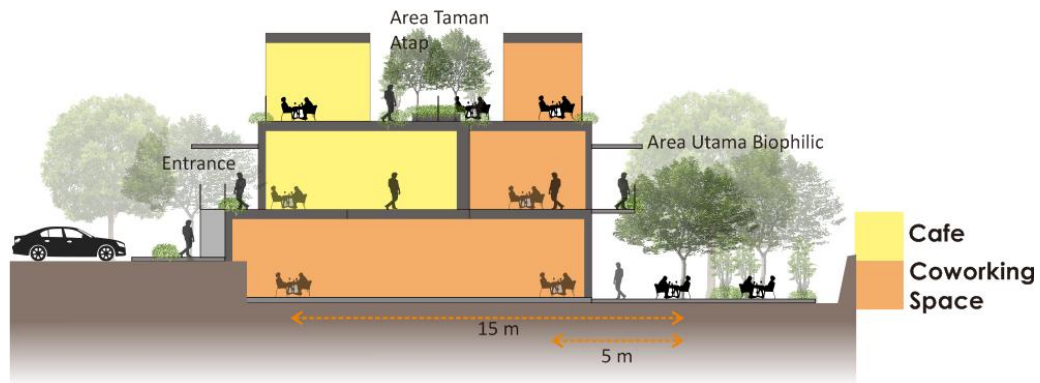 Area Taman
Atap
Entrance
Area Utama Biophilic
Cafe
Coworking
Space
15 m
5 m